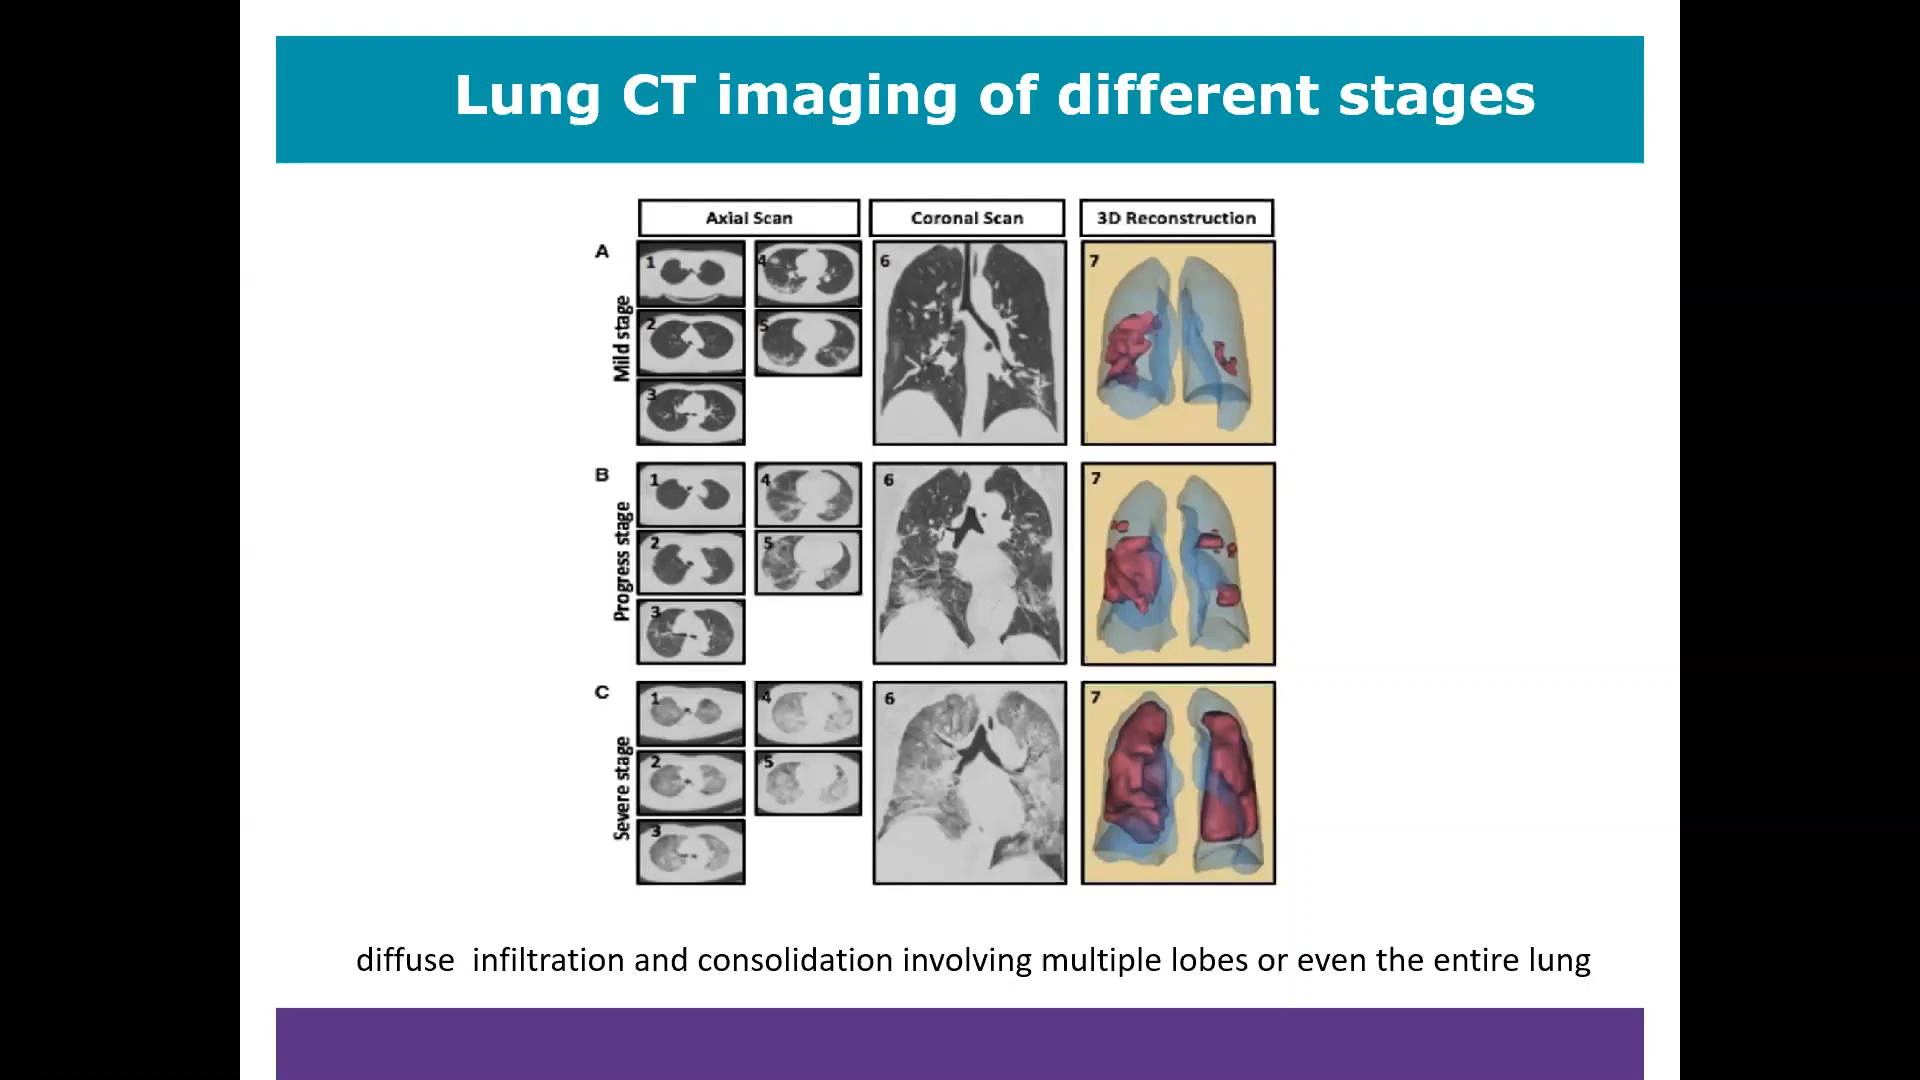 Lung CT imaging of different stages
Axial Scan
Coronal Scan
3D Reconstruction
A
Mild stage
1
2
3
4
5
6
7
B
Progress stage
1
2
3
4
5
6
7
C
Severe stage
1
2
3
4
5
6
7
diffuse  infiltration and consolidation involving multiple lobes or even the entire lung